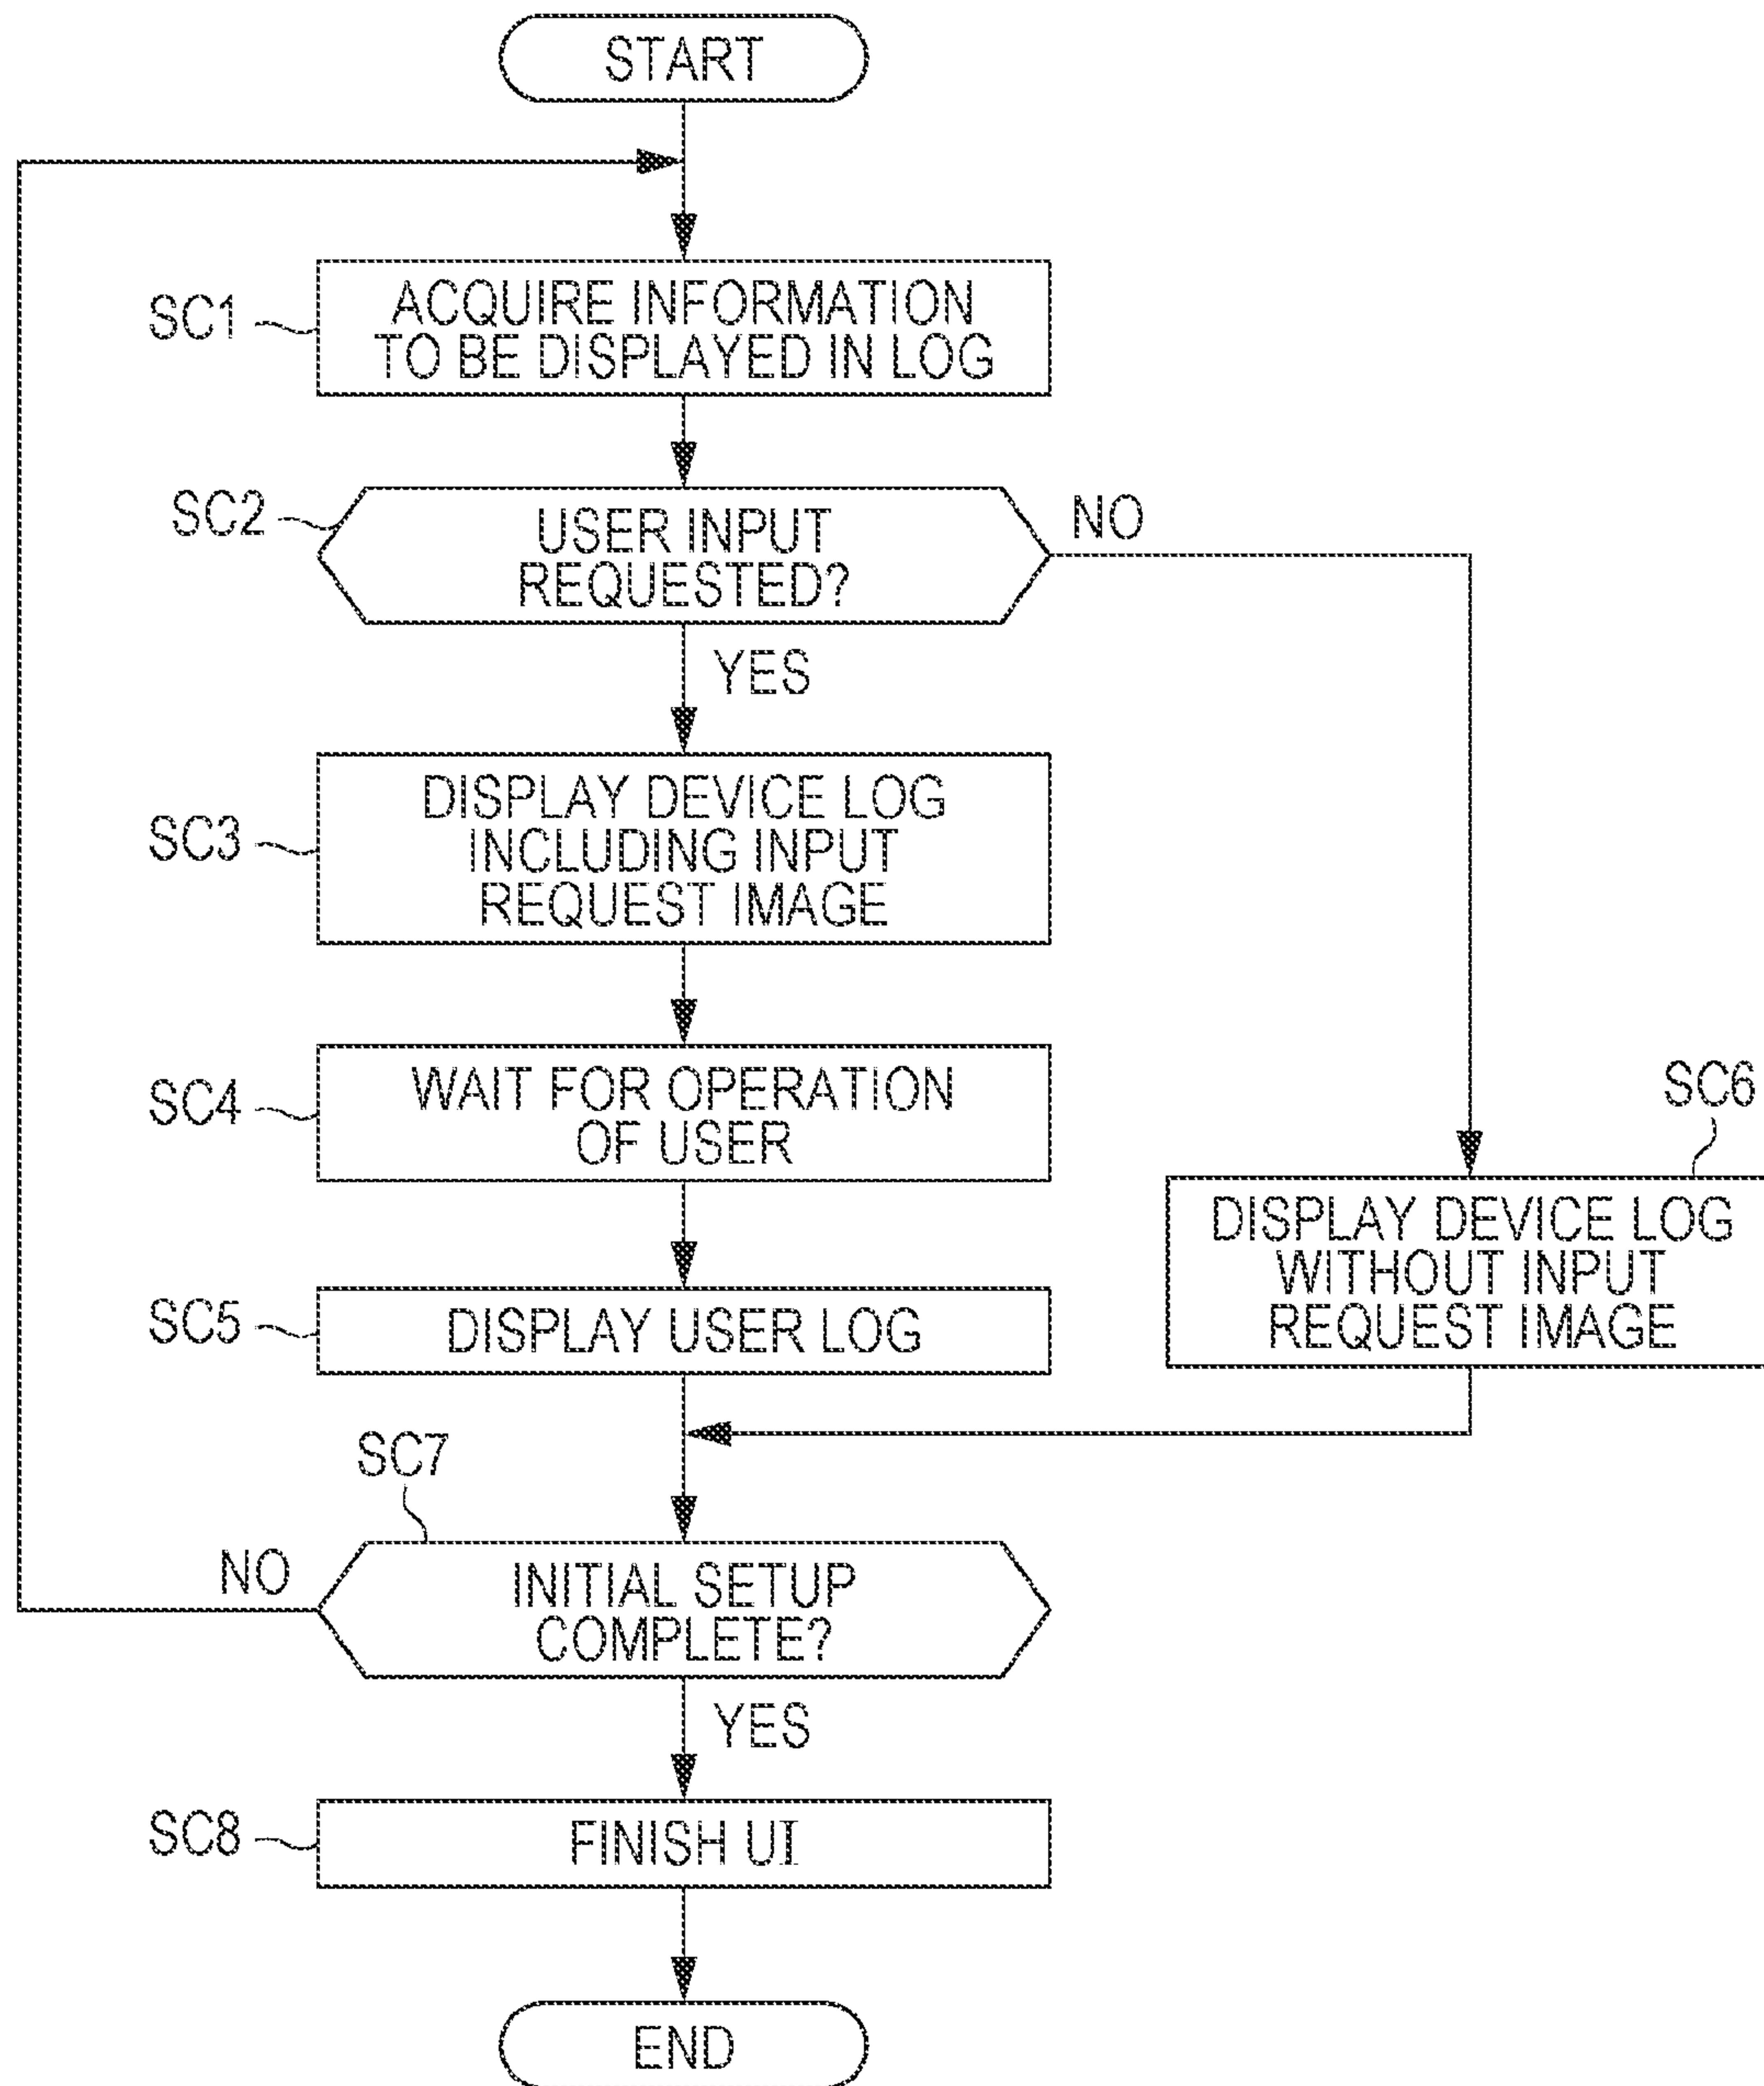 START
SC1
ACQUIRE INFORMATION
TO BE DISPLAYED IN LOG
SC2
USER INPUT
REQUESTED?
NO
YES
SC3
DISPLAY DEVICE LOG
INCLUDING INPUT
REQUEST IMAGE
SC4
WAIT FOR OPERATION
OF USER
SC6
DISPLAY DEVICE LOG
WITHOUT INPUT
REQUEST IMAGE
SC5
DISPLAY USER LOG
SC7
NO
INITIAL SETUP
COMPLETE?
YES
SC8
FINISH UI
END